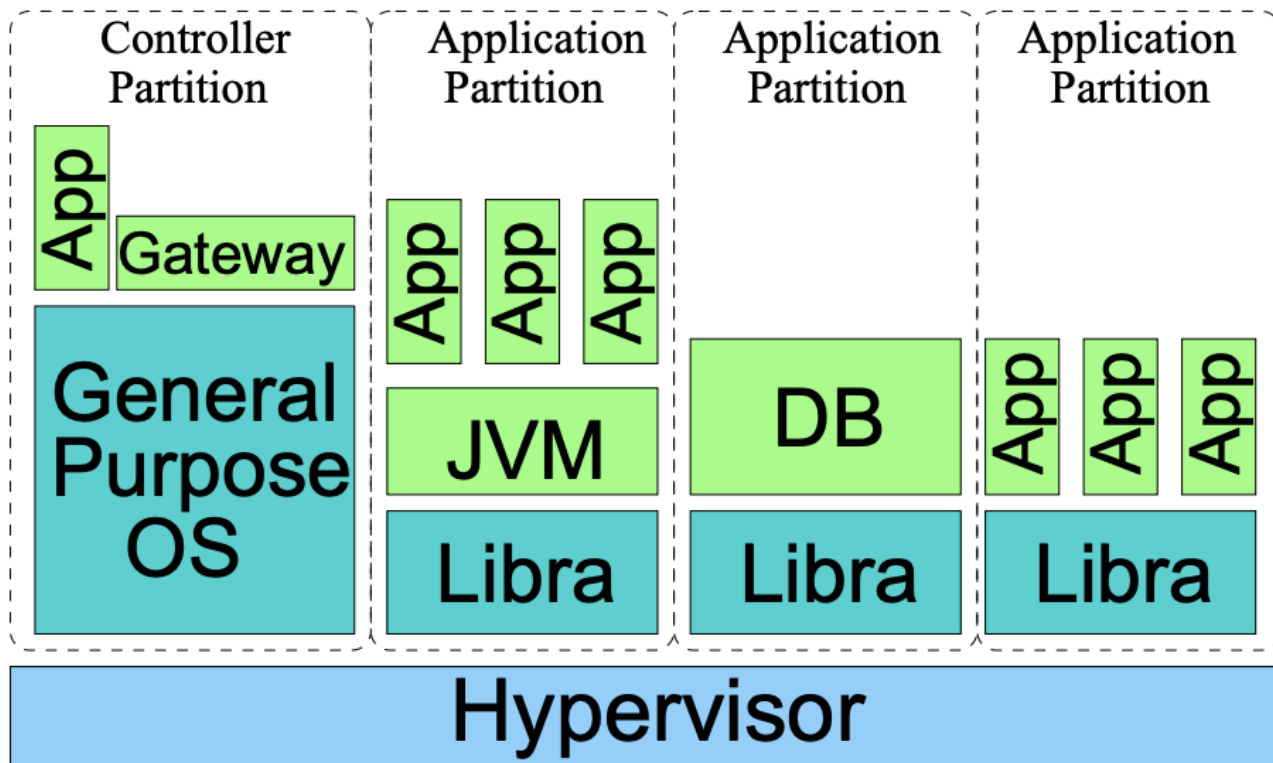 Controller
Partition
App
Gateway
General
Purpose
OS
Application
Partition
App
App
App
JVM
Libra
Application
Partition
DB
Libra
Application
Partition
App
App
App
Libra
Hypervisor